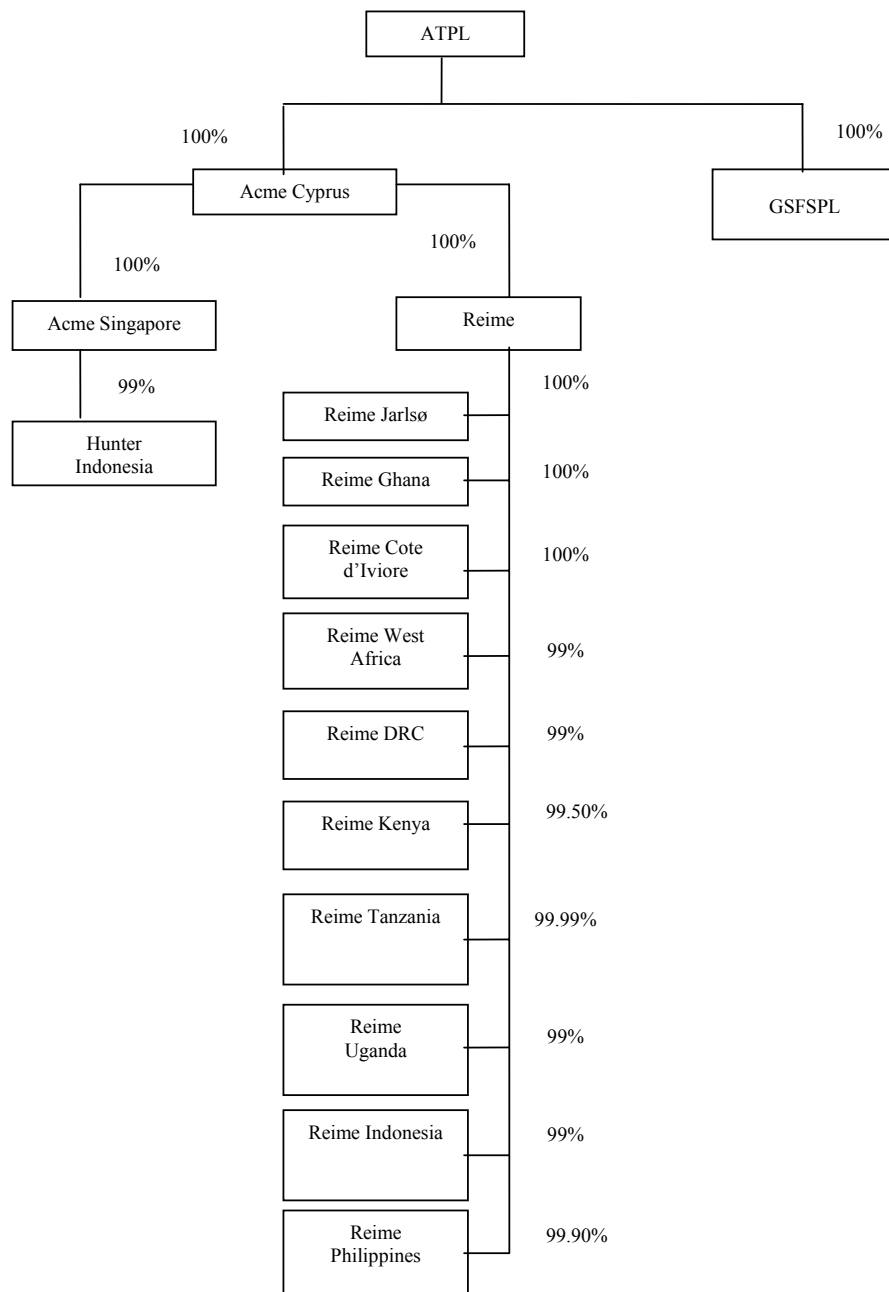 ATPL
100%
100%
Acme Cyprus
GSFSPL
100%
100%
Acme Singapore
Reime
99%
Hunter
Indonesia
100%
Reime Jarlsø
Reime Ghana
100%
Reime Cote
d’Iviore
100%
Reime West
Africa
99%
Reime DRC
99%
Reime Kenya
99.50%
Reime Tanzania
99.99%
Reime
Uganda
99%
Reime Indonesia
99%
Reime
Philippines
99.90%